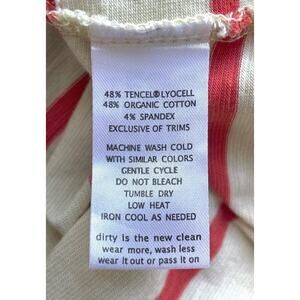 48% TENCEL®LYOCELL
48% ORGANIC COTTON
4% SPANDEX
EXCLUSIVE OF TRIMS
MACHINE WASH COLD
WITH SIMILAR COLORS
GENTLE CYCLE
DO NOT BLEACH
TUMBLE DRY
LOW HEAT
IRON COOL AS NEEDED
dirty is the new clean
wear more, wash less
wear it out or pass it on